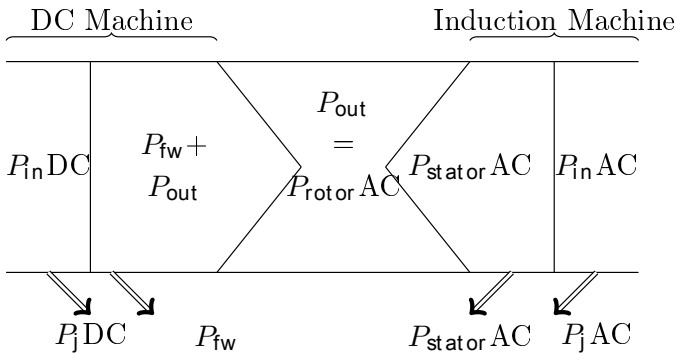 DC Machine
Induction Machine
P_in DC
P_fw +
P_out
P_out
=
P_rotor AC
P_stator AC
P_in AC
P_j DC
P_fw
P_stator AC
P_j AC